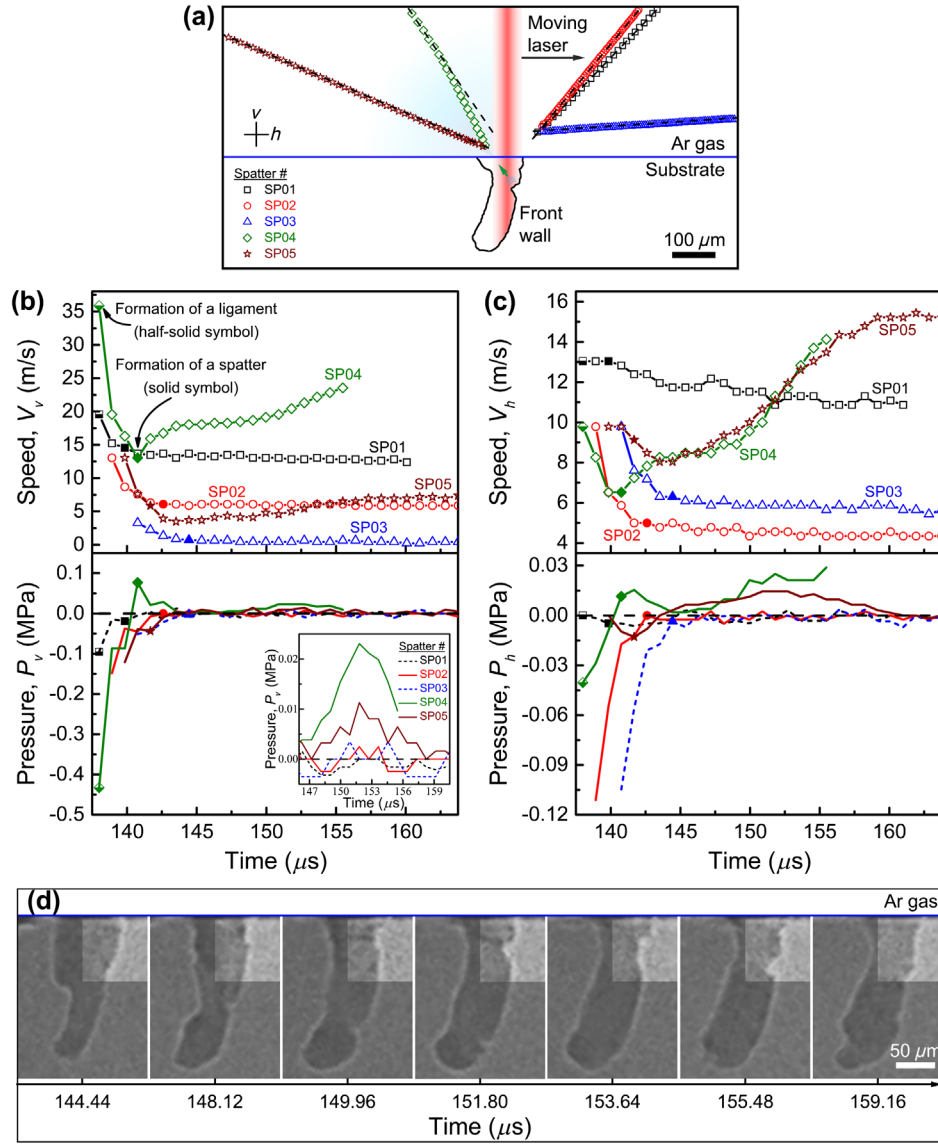 (a)
Moving
laser
v
h
Ar gas
Substrate
Spatter #
SP01
SP02
SP03
SP04
SP05
Front
wall
100 µm
(b)
Formation of a ligament
(half-solid symbol)
Formation of a spatter
(solid symbol)
SP04
SP01
SP02
SP05
SP03
35
30
25
20
15
10
5
0
Speed, Vv (m/s)
0.1
0.0
-0.1
-0.2
-0.3
-0.4
-0.5
Pressure, Pv (MPa)
Spatter #
SP01
SP02
SP03
SP04
SP05
0.02
0.01
0.00
Pressure, Pv (MPa)
147 150 153 156 159
Time (µs)
140 145 150 155 160
Time (µs)
(c)
SP05
SP01
SP04
SP03
SP02
16
14
12
10
8
6
4
Speed, Vh (m/s)
0.03
0.00
-0.03
-0.06
-0.09
-0.12
Pressure, Ph (MPa)
140 145 150 155 160
Time (µs)
(d)
Ar gas
50 µm
144.44 148.12 149.96 151.80 153.64 155.48 159.16
Time (µs)